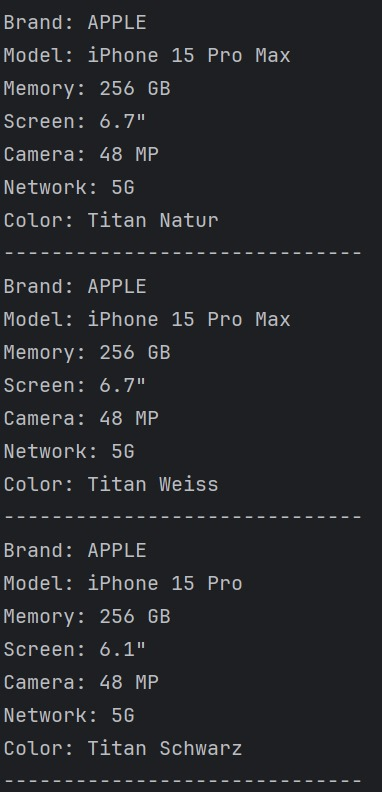 Brand: APPLE
Model: iPhone 15 Pro Max
Memory: 256 GB
Screen: 6.7"
Camera: 48 MP
Network: 5G
Color: Titan Natur
------------------------------
Brand: APPLE
Model: iPhone 15 Pro Max
Memory: 256 GB
Screen: 6.7"
Camera: 48 MP
Network: 5G
Color: Titan Weiss
------------------------------
Brand: APPLE
Model: iPhone 15 Pro
Memory: 256 GB
Screen: 6.1"
Camera: 48 MP
Network: 5G
Color: Titan Schwarz
------------------------------